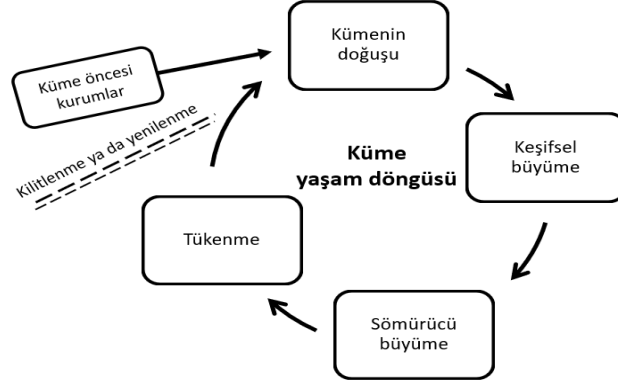 Kümenin
doğuşu
Küme öncesi
kurumlar
Kilitlenme ya da yenilenme
Keşifsel
büyüme
Küme
yaşam döngüsü
Tükenme
Sömürücü
büyüme